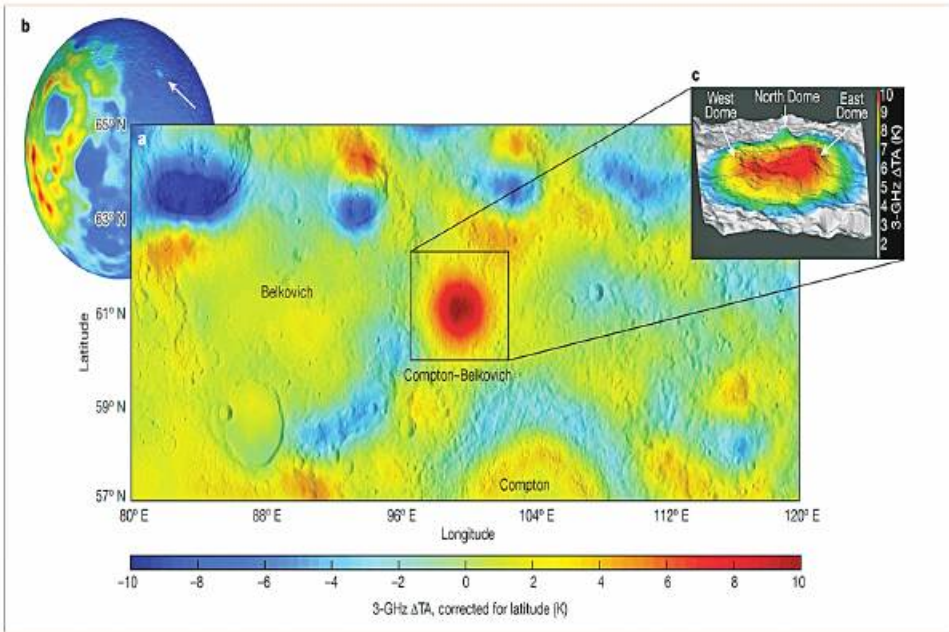 b
c
West Dome
North Dome
East Dome
10
9
8
7
6
5
4
3
2
3-GHz ΔTA (K)
a
65° N
63° N
61° N
59° N
57° N
Latitude
Belkovich
Compton–Belkovich
Compton
80° E 88° E 96° E 104° E 112° E 120° E
Longitude
–10 –8 –6 –4 –2 0 2 4 6 8 10
3-GHz ΔTA, corrected for latitude (K)